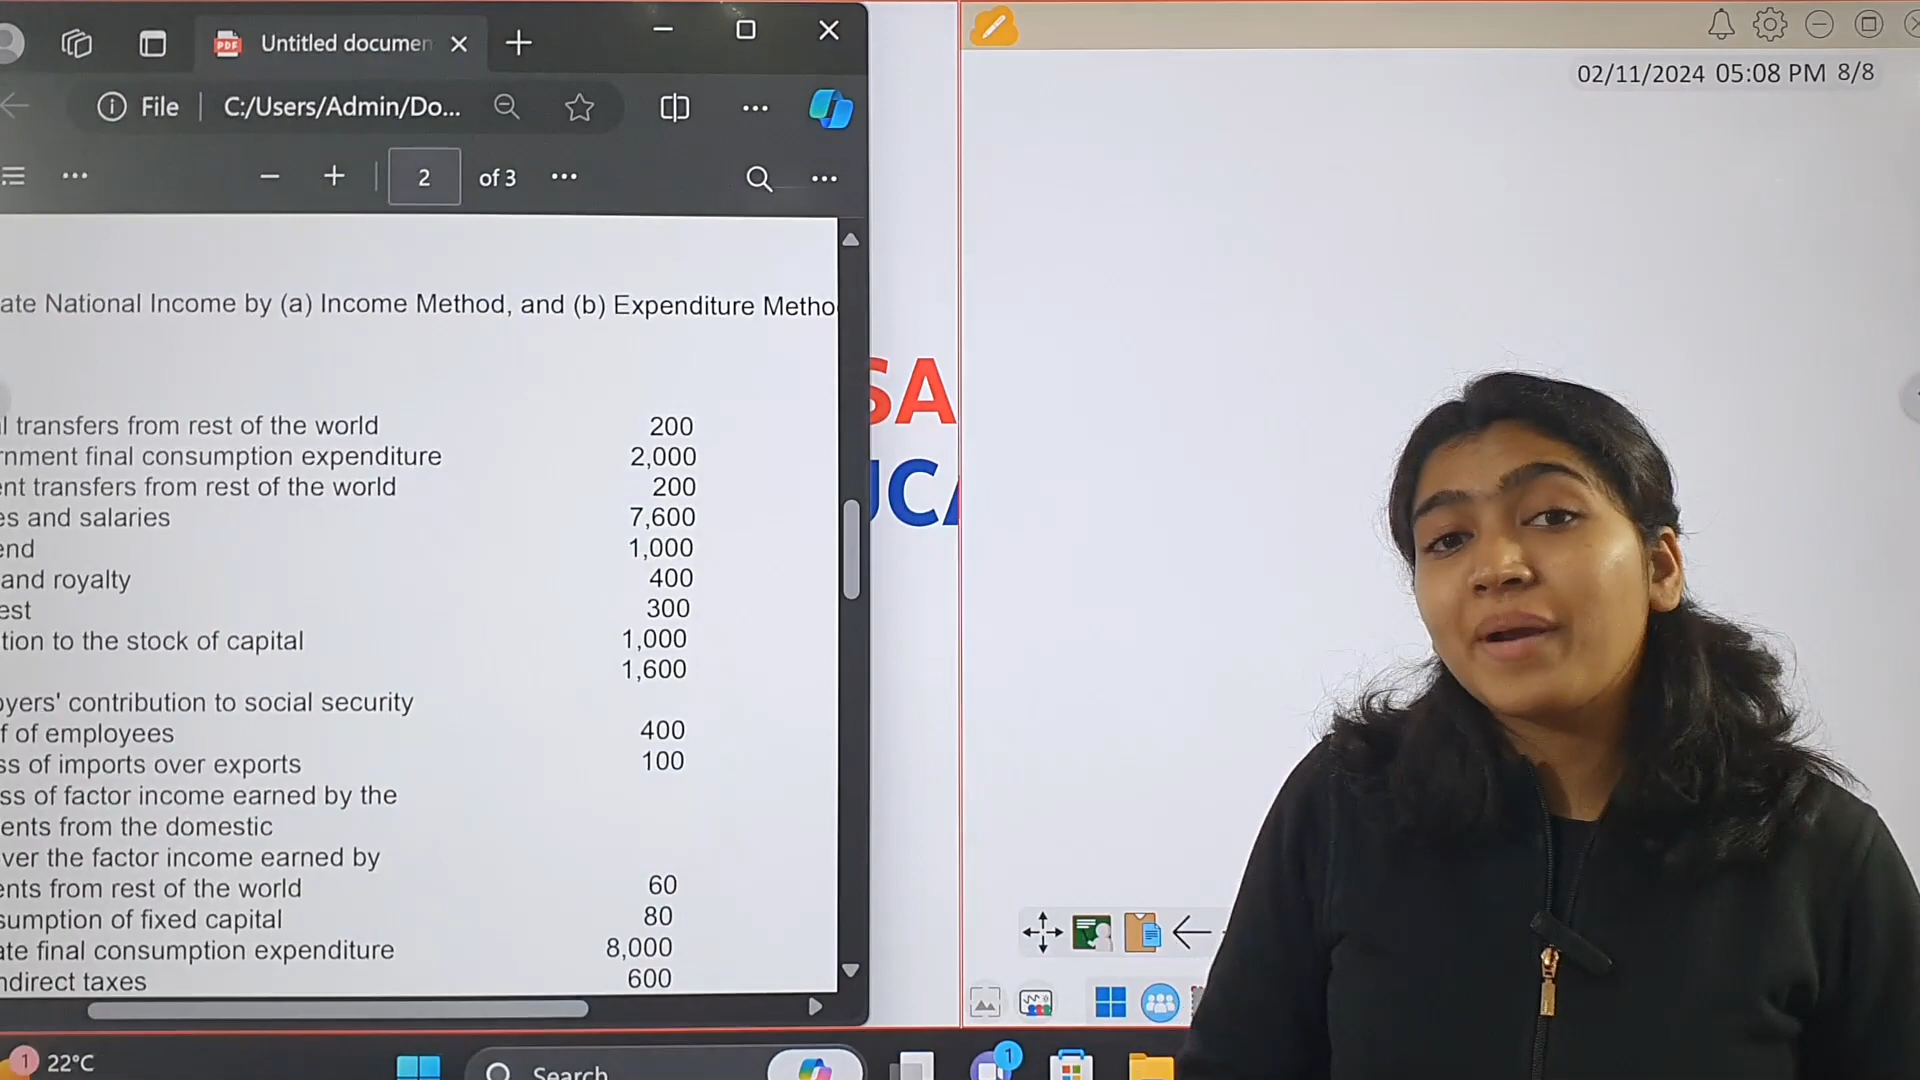 Untitled documen
File
C:/Users/Admin/Do...
2 of 3
02/11/2024 05:08 PM 8/8
ate National Income by (a) Income Method, and (b) Expenditure Metho
l transfers from rest of the world 200
rnment final consumption expenditure 2,000
ent transfers from rest of the world 200
es and salaries 7,600
end 1,000
and royalty 400
est 300
tion to the stock of capital 1,000
1,600
oyers' contribution to social security
f of employees 400
ss of imports over exports 100
ss of factor income earned by the
ents from the domestic
ver the factor income earned by
ents from rest of the world 60
sumption of fixed capital 80
ate final consumption expenditure 8,000
ndirect taxes 600
SA
UCA
1 22°C
Search
1